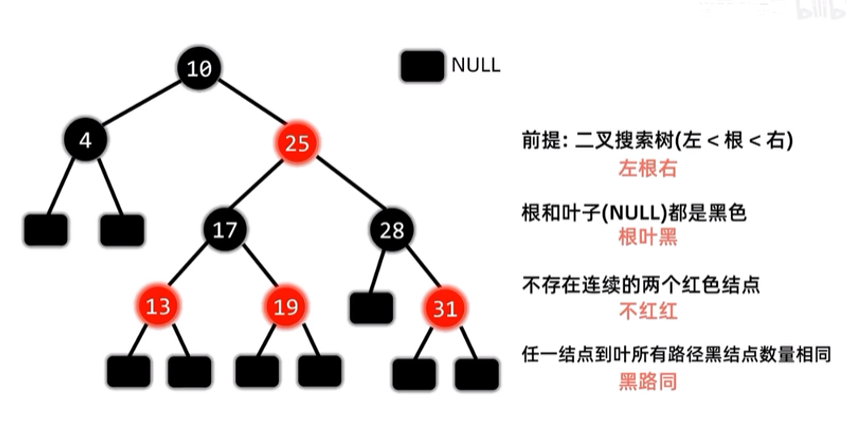 10
NULL
4
25
前提: 二叉搜索树(左 < 根 < 右)
左根右
17
28
根和叶子(NULL)都是黑色
根叶黑
13
19
31
不存在连续的两个红色结点
不红红
任一结点到叶所有路径黑结点数量相同
黑路同